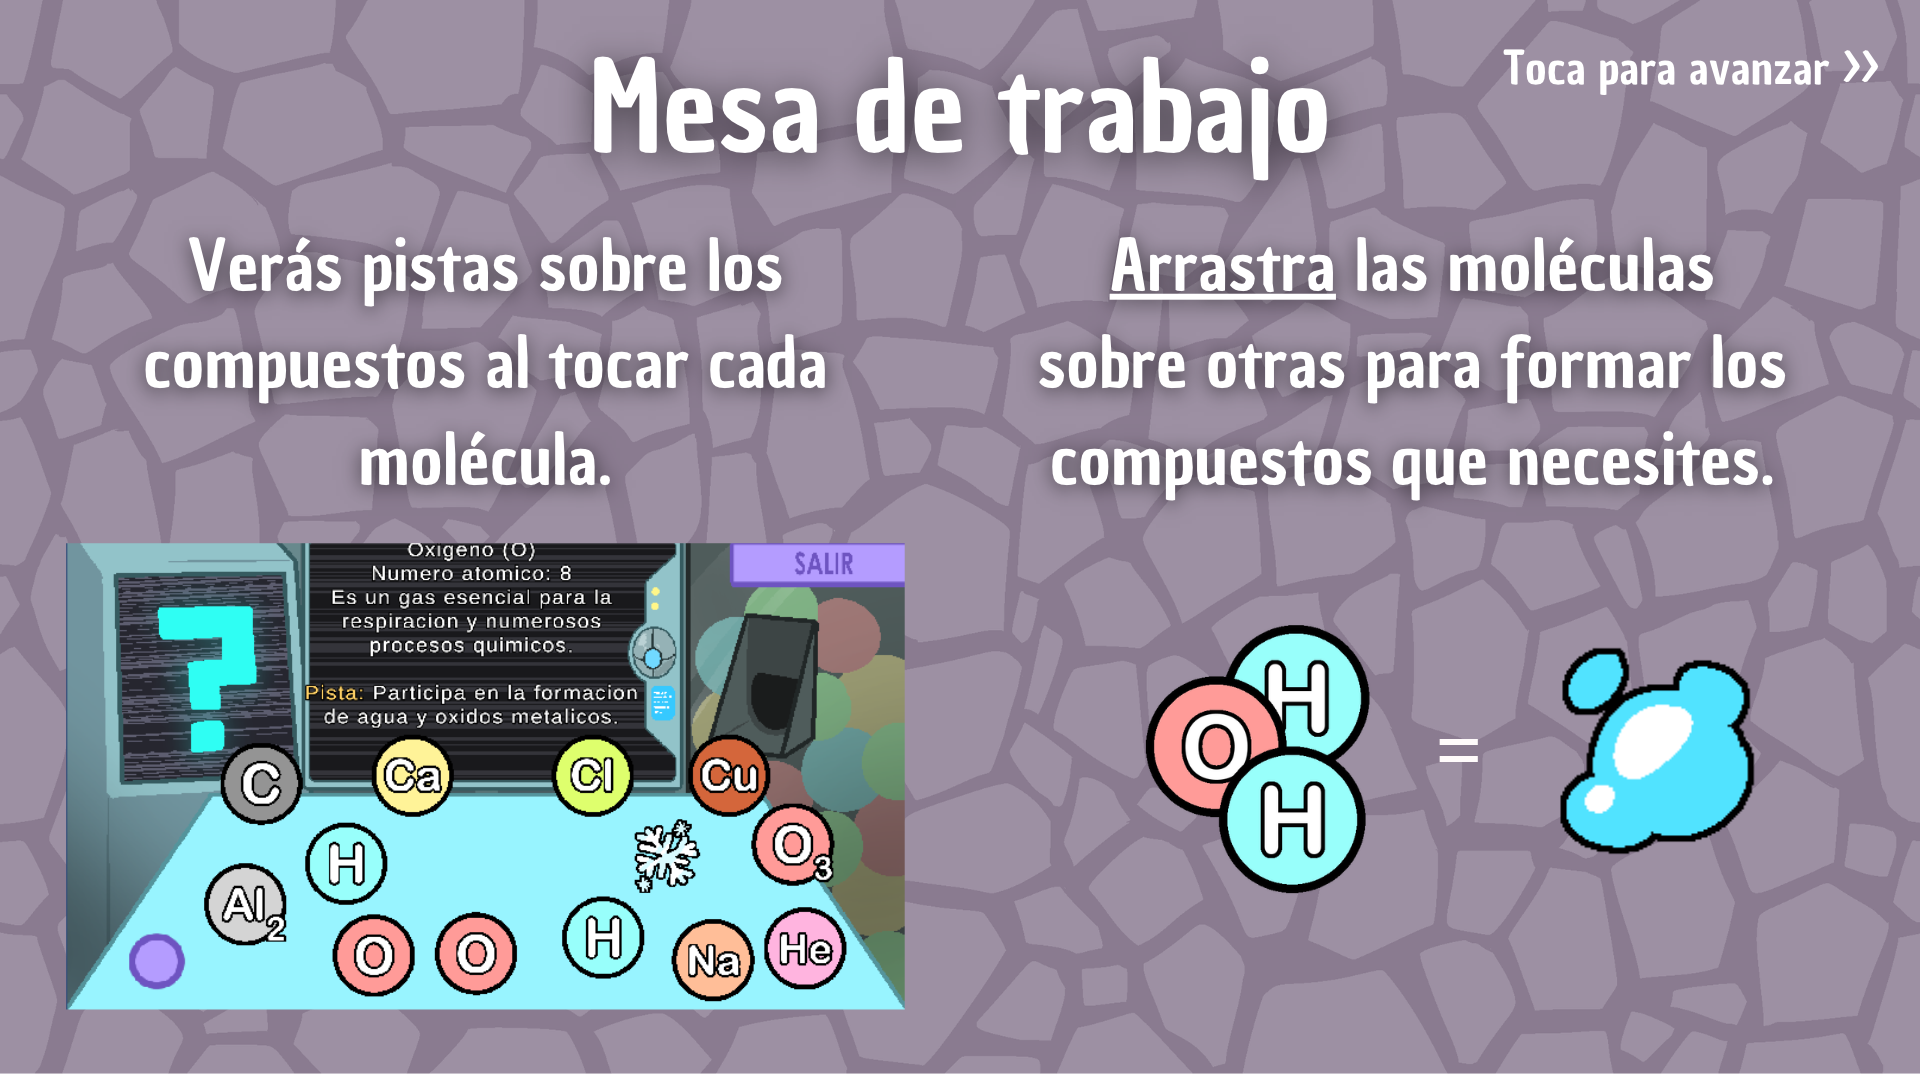 Mesa de trabajo
Toca para avanzar >>
Verás pistas sobre los
compuestos al tocar cada
molécula.
Arrastra las moléculas
sobre otras para formar los
compuestos que necesites.
Oxigeno (O)
Numero atomico: 8
Es un gas esencial para la
respiracion y numerosos
procesos quimicos.
Pista: Participa en la formacion
de agua y oxidos metalicos.
SALIR
?
C
Ca
Cl
Cu
H
O3
Al2
O
O
H
Na
He
H
O
H
=